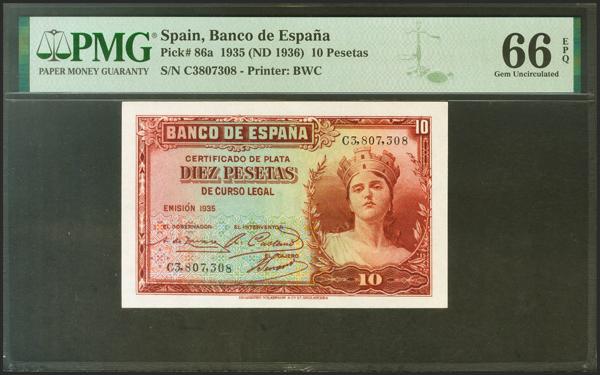 PMG
PAPER MONEY GUARANTY
Spain, Banco de España
Pick# 86a 1935 (ND 1936) 10 Pesetas
S/N C3807308 - Printer: BWC
66 EPQ
Gem Uncirculated
BANCO DE ESPAÑA
10
C3,807,308
CERTIFICADO DE PLATA
DIEZ PESETAS
DE CURSO LEGAL
EMISIÓN 1935
EL GOBERNADOR EL INTERVENTOR
EL CAJERO
C3,807,308
10